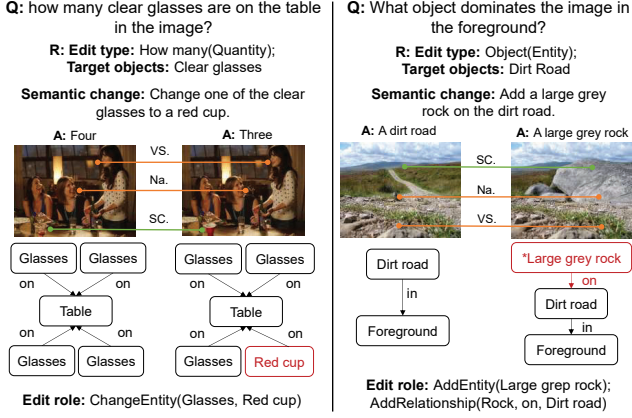 Q: how many clear glasses are on the table
in the image?
R: Edit type: How many(Quantity);
Target objects: Clear glasses
Semantic change: Change one of the clear
glasses to a red cup.
A: Four
A: Three
VS.
Na.
SC.
Glasses
Glasses
on
on
Table
on
on
Glasses
Glasses
Glasses
Glasses
on
on
Table
on
on
Glasses
Red cup
Edit role: ChangeEntity(Glasses, Red cup)
Q: What object dominates the image in
the foreground?
R: Edit type: Object(Entity);
Target objects: Dirt Road
Semantic change: Add a large grey
rock on the dirt road.
A: A dirt road
A: A large grey rock
SC.
Na.
VS.
Dirt road
in
Foreground
*Large grey rock
on
Dirt road
in
Foreground
Edit role: AddEntity(Large grep rock);
AddRelationship(Rock, on, Dirt road)